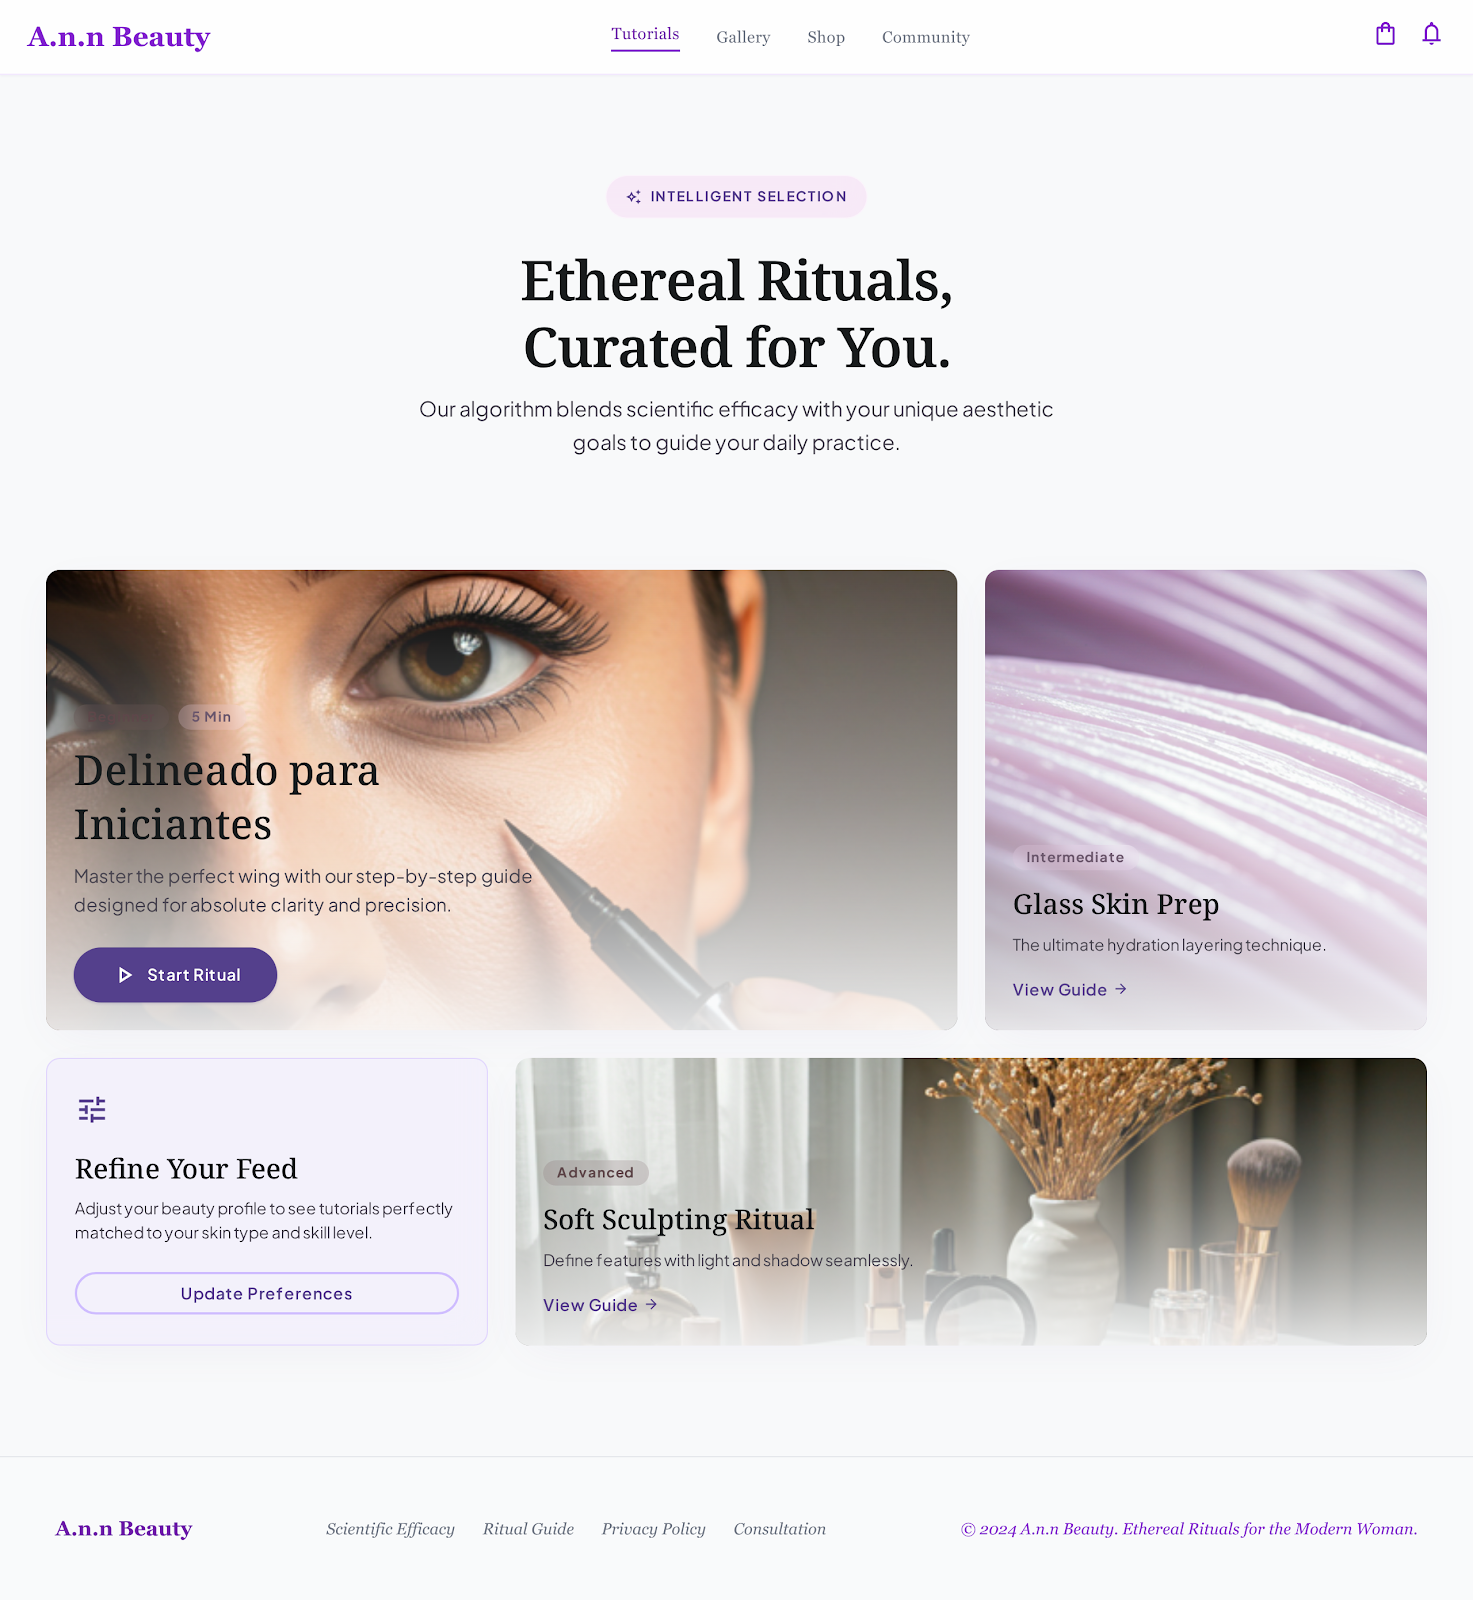 A.n.n Beauty
Tutorials
Gallery
Shop
Community
INTELLIGENT SELECTION
Ethereal Rituals,
Curated for You.
Our algorithm blends scientific efficacy with your unique aesthetic
goals to guide your daily practice.
5 Min
Delineado para
Iniciantes
Master the perfect wing with our step-by-step guide
designed for absolute clarity and precision.
Start Ritual
Intermediate
Glass Skin Prep
The ultimate hydration layering technique.
View Guide →
Refine Your Feed
Adjust your beauty profile to see tutorials perfectly
matched to your skin type and skill level.
Update Preferences
Advanced
Soft Sculpting Ritual
Define features with light and shadow seamlessly.
View Guide →
A.n.n Beauty
Scientific Efficacy
Ritual Guide
Privacy Policy
Consultation
© 2024 A.n.n Beauty. Ethereal Rituals for the Modern Woman.